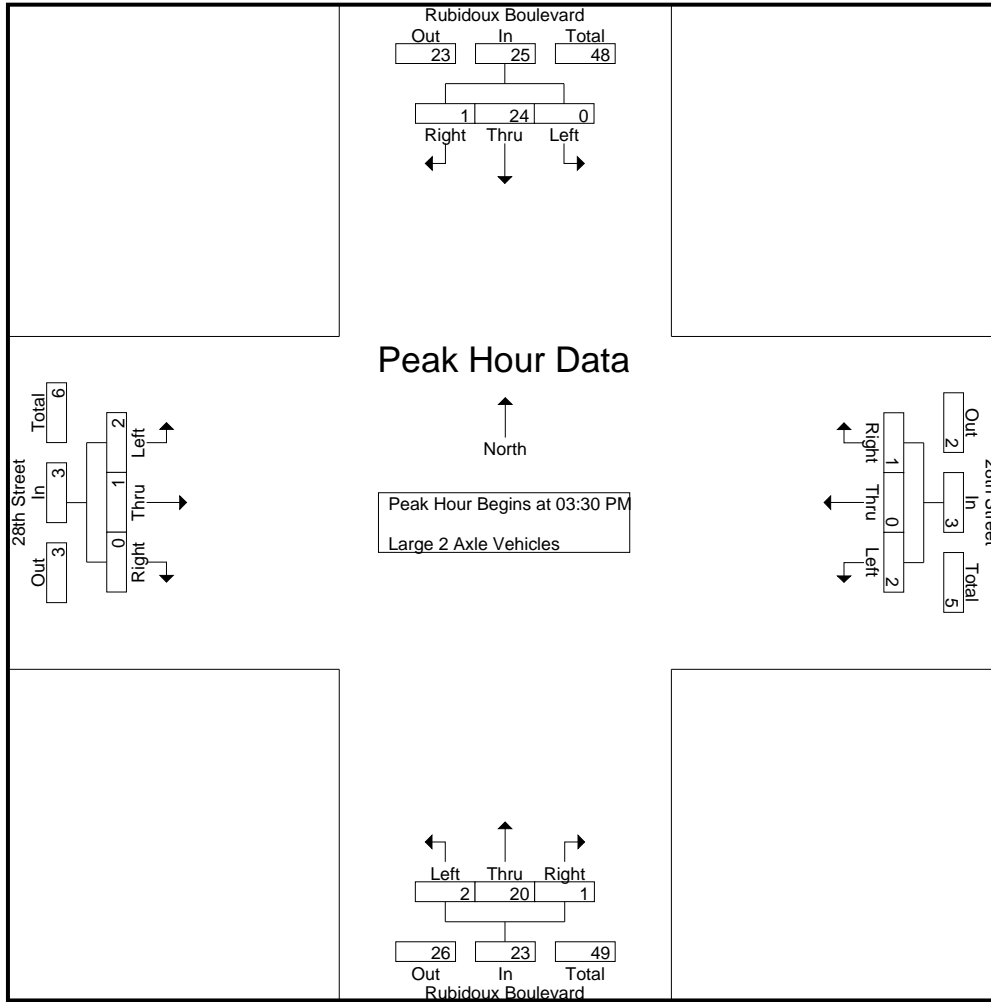 Rubidoux Boulevard
Out In Total
23 25 48
1 24 0
Right Thru Left
Peak Hour Data
North
Peak Hour Begins at 03:30 PM
Large 2 Axle Vehicles
28th Street
Total In Out
6 3 3
2 1 0
Left Thru Right
28th Street
Out In Total
2 3 5
Right Thru Left
1 0 2
Left Thru Right
2 20 1
26 23 49
Out In Total
Rubidoux Boulevard